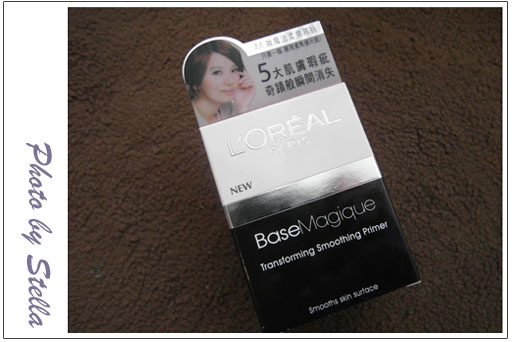 Photo by Stella
5大肌膚瑕疵
奇蹟般瞬間消失
L'ORÉAL
PARIS
NEW
BaseMagique
Transforming Smoothing Primer
Smooths skin surface